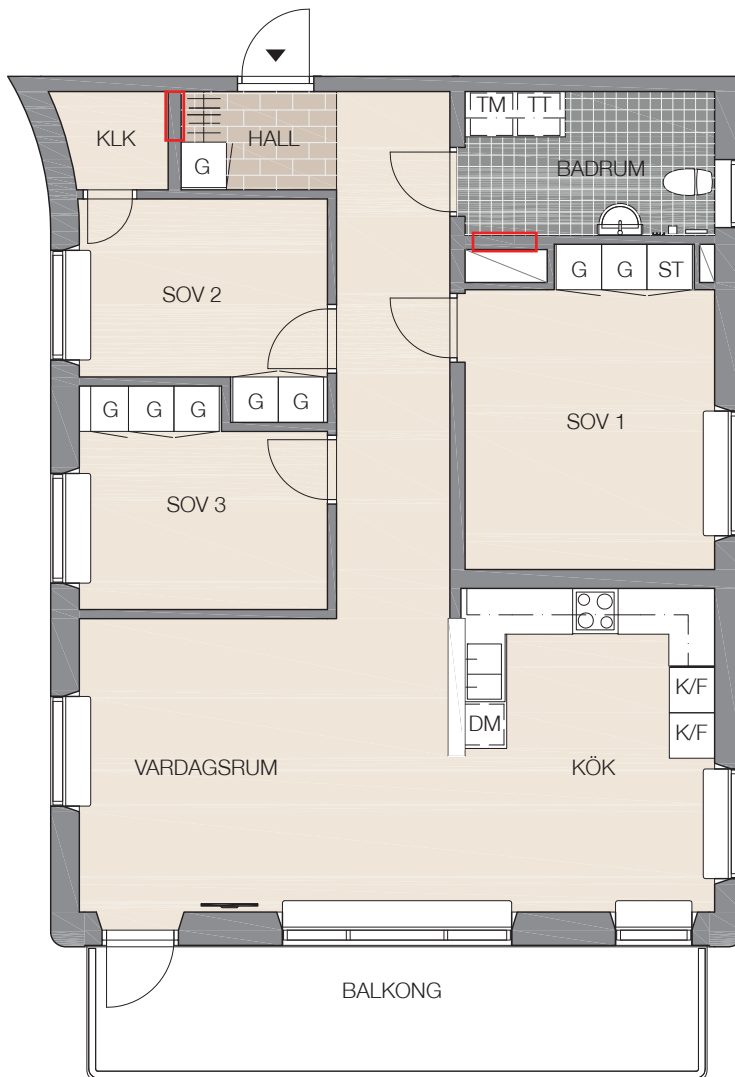 TM TT
KLK
HALL
G
BADRUM
G G ST
SOV 2
G G
G G G
SOV 1
SOV 3
K/F
DM
K/F
VARDAGSRUM
KÖK
BALKONG